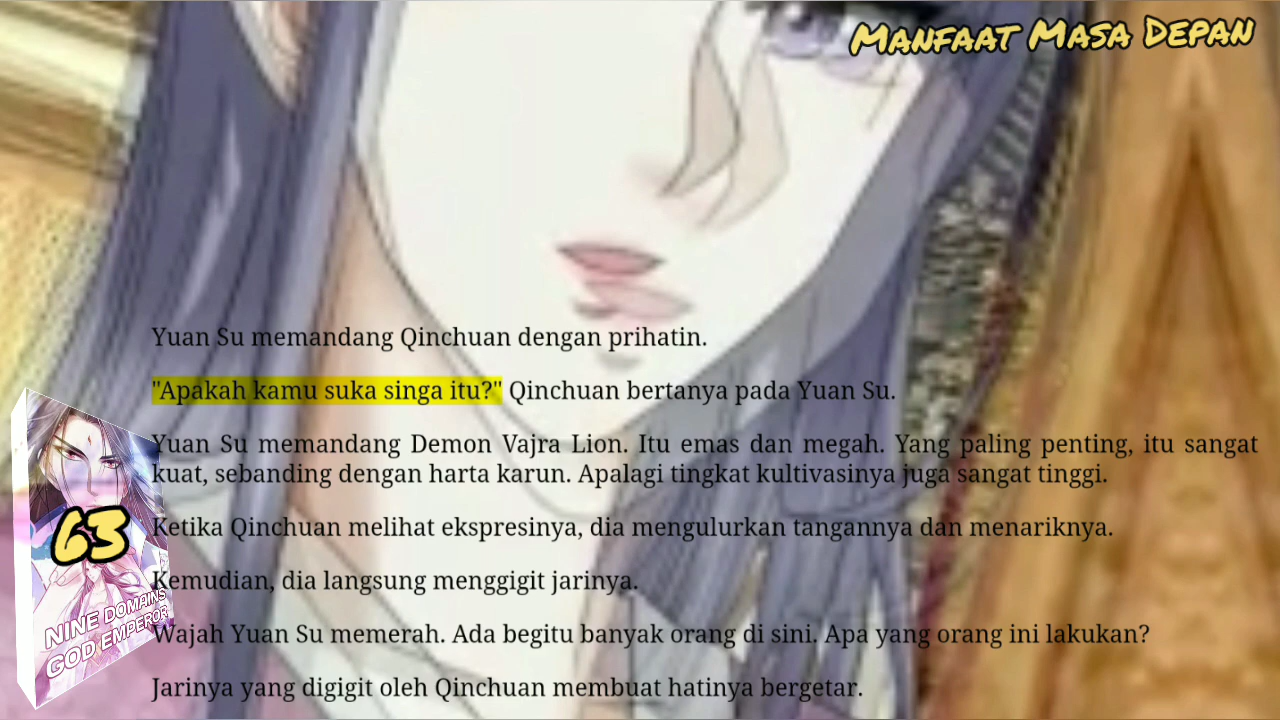 Manfaat Masa Depan
Yuan Su memandang Qinchuan dengan prihatin.
"Apakah kamu suka singa itu?" Qinchuan bertanya pada Yuan Su.
Yuan Su memandang Demon Vajra Lion. Itu emas dan megah. Yang paling penting, itu sangat
kuat, sebanding dengan harta karun. Apalagi tingkat kultivasinya juga sangat tinggi.
Ketika Qinchuan melihat ekspresinya, dia mengulurkan tangannya dan menariknya.
Kemudian, dia langsung menggigit jarinya.
Wajah Yuan Su memerah. Ada begitu banyak orang di sini. Apa yang orang ini lakukan?
Jarinya yang digigit oleh Qinchuan membuat hatinya bergetar.
63
NINE DOMAINS
GOD EMPEROR